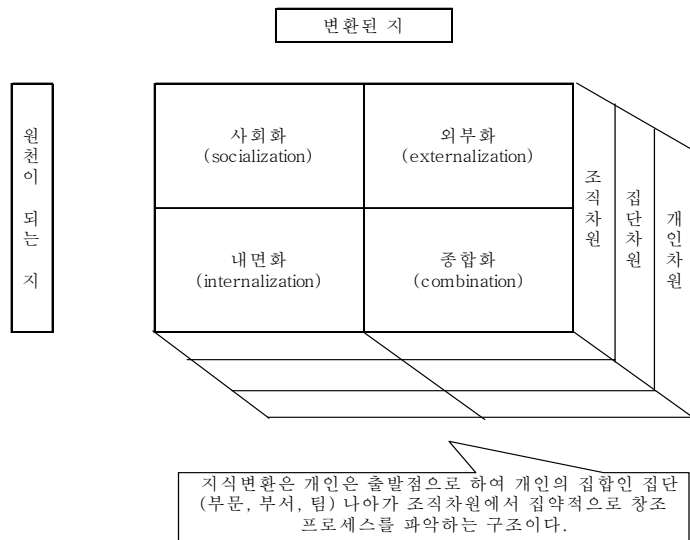 변환된 지
원천이 되는 지
사회화
(socialization)
외부화
(externalization)
내면화
(internalization)
종합화
(combination)
조직차원
집단차원
개인차원
지식변환은 개인은 출발점으로 하여 개인의 집합인 집단
(부문, 부서, 팀) 나아가 조직차원에서 집약적으로 창조
프로세스를 파악하는 구조이다.